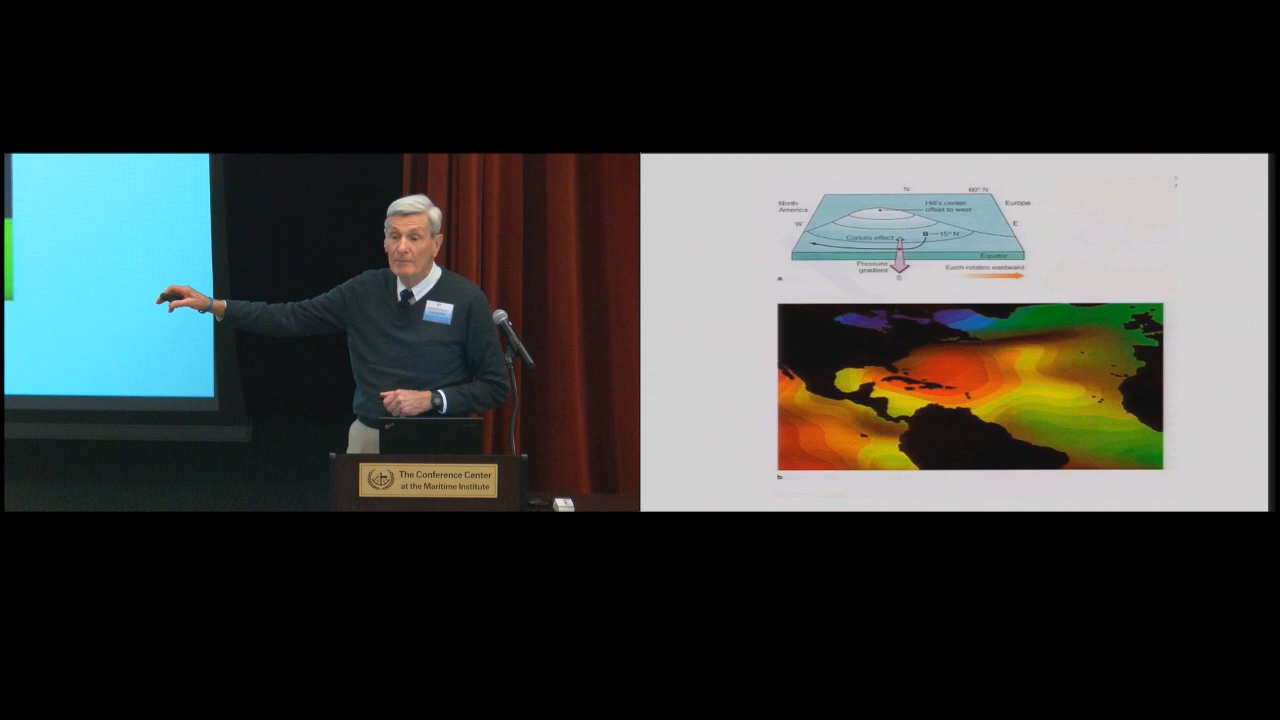 The Conference Center
at the Maritime Institute
N
60° N
North
America
Hill's center
offset to west
Europe
W
E
Coriolis effect
B
15° N
Equator
Pressure
gradient
S
Earth rotates eastward
a
b